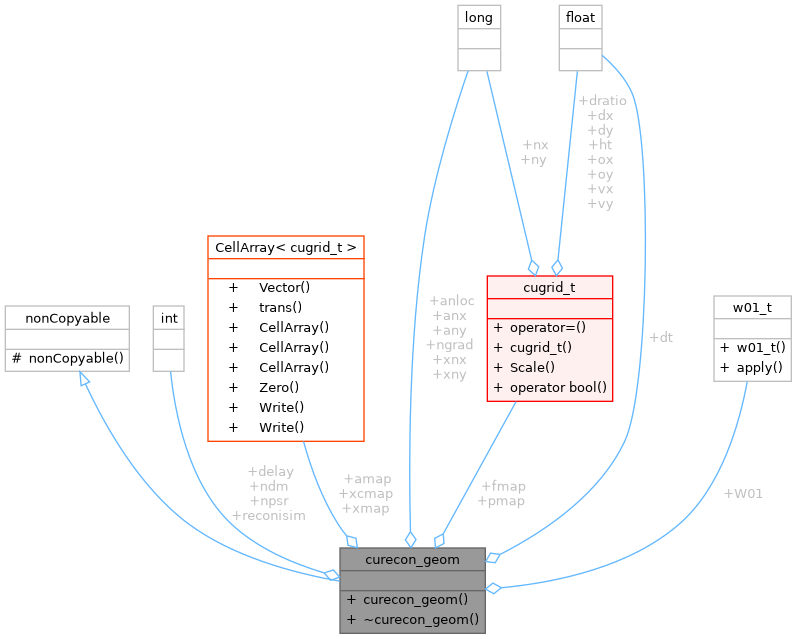 long
float
+dratio
+dx
+dy
+ht
+ox
+oy
+vx
+vy
+nx
+ny
CellArray< cugrid_t >
+ Vector()
+ trans()
+ CellArray()
+ CellArray()
+ CellArray()
+ Zero()
+ Write()
+ Write()
cugrid_t
+ operator=()
+ cugrid_t()
+ Scale()
+ operator bool()
nonCopyable
# nonCopyable()
int
w01_t
+ w01_t()
+ apply()
+anloc
+anx
+any
+ngrad
+xnx
+xny
+dt
+delay
+ndm
+npsr
+reconisim
+amap
+xcmap
+xmap
+fmap
+pmap
+W01
curecon_geom
+ curecon_geom()
+ ~curecon_geom()